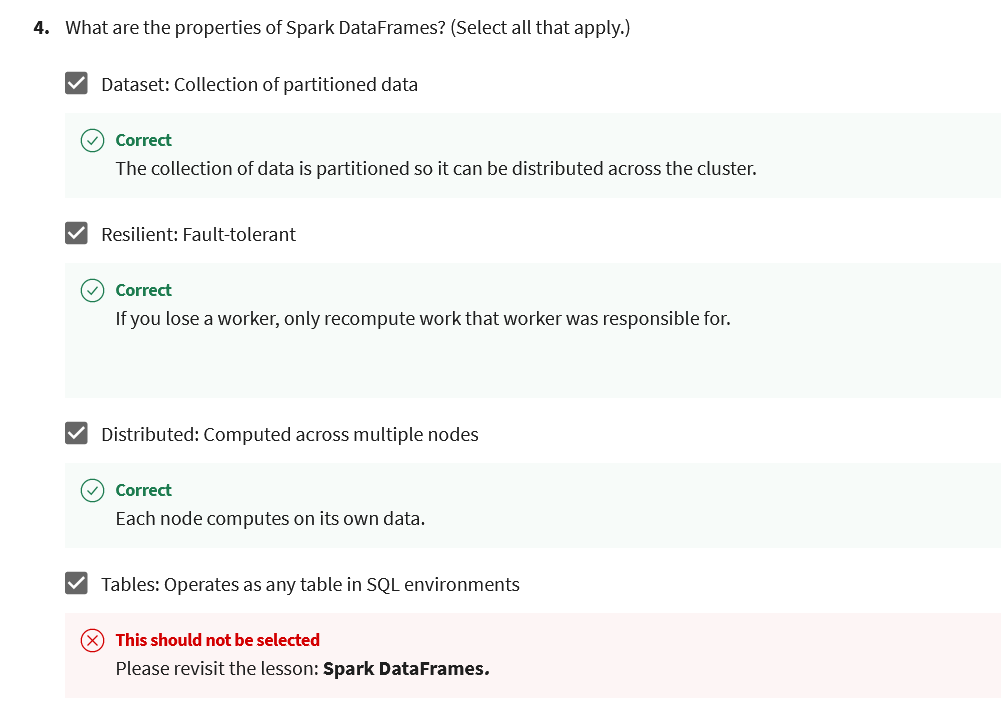 4. What are the properties of Spark DataFrames? (Select all that apply.)
Dataset: Collection of partitioned data
Correct
The collection of data is partitioned so it can be distributed across the cluster.
Resilient: Fault-tolerant
Correct
If you lose a worker, only recompute work that worker was responsible for.
Distributed: Computed across multiple nodes
Correct
Each node computes on its own data.
Tables: Operates as any table in SQL environments
This should not be selected
Please revisit the lesson: Spark DataFrames.